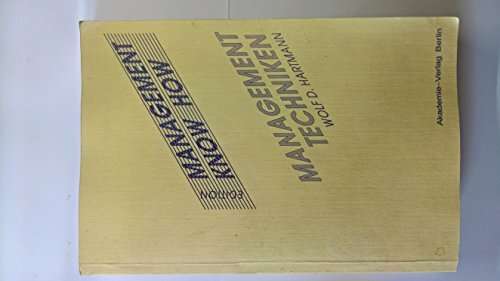 EDITION
MANAGEMENT
KNOW HOW
MANAGEMENT
TECHNIKEN
WOLF D. HARTMANN
Akademie-Verlag Berlin